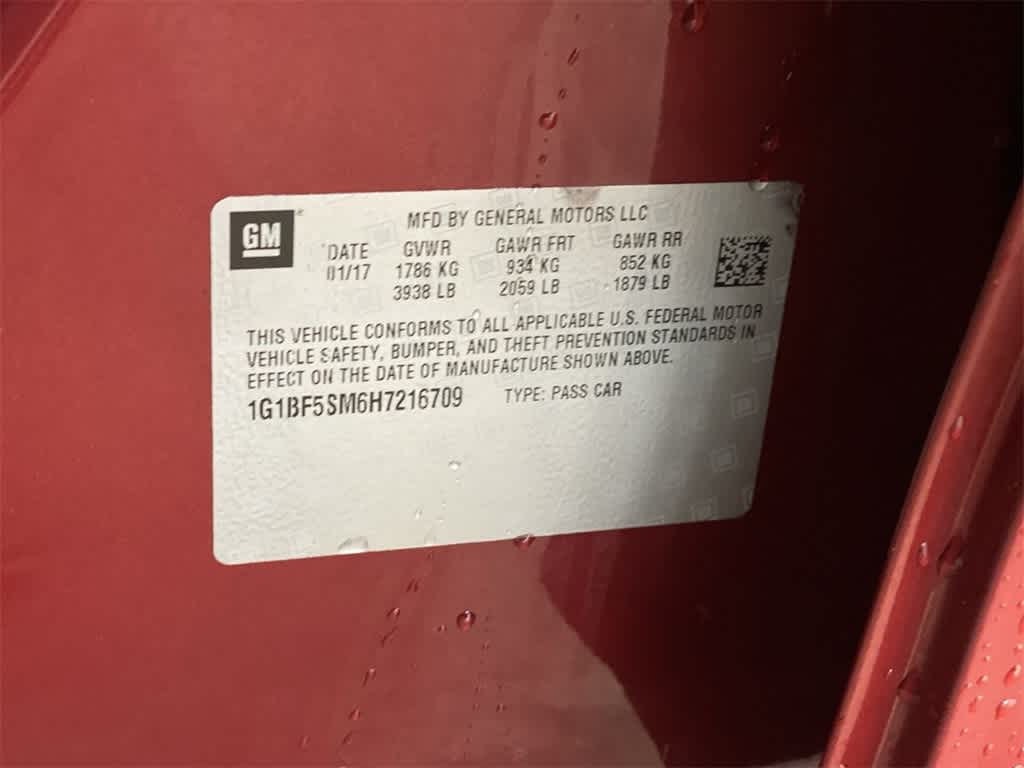 GM
MFD BY GENERAL MOTORS LLC
DATE GVWR GAWR FRT GAWR RR
01/17 1786 KG 934 KG 852 KG
3938 LB 2059 LB 1879 LB
THIS VEHICLE CONFORMS TO ALL APPLICABLE U.S. FEDERAL MOTOR
VEHICLE SAFETY, BUMPER, AND THEFT PREVENTION STANDARDS IN
EFFECT ON THE DATE OF MANUFACTURE SHOWN ABOVE.
1G1BF5SM6H7216709 TYPE: PASS CAR